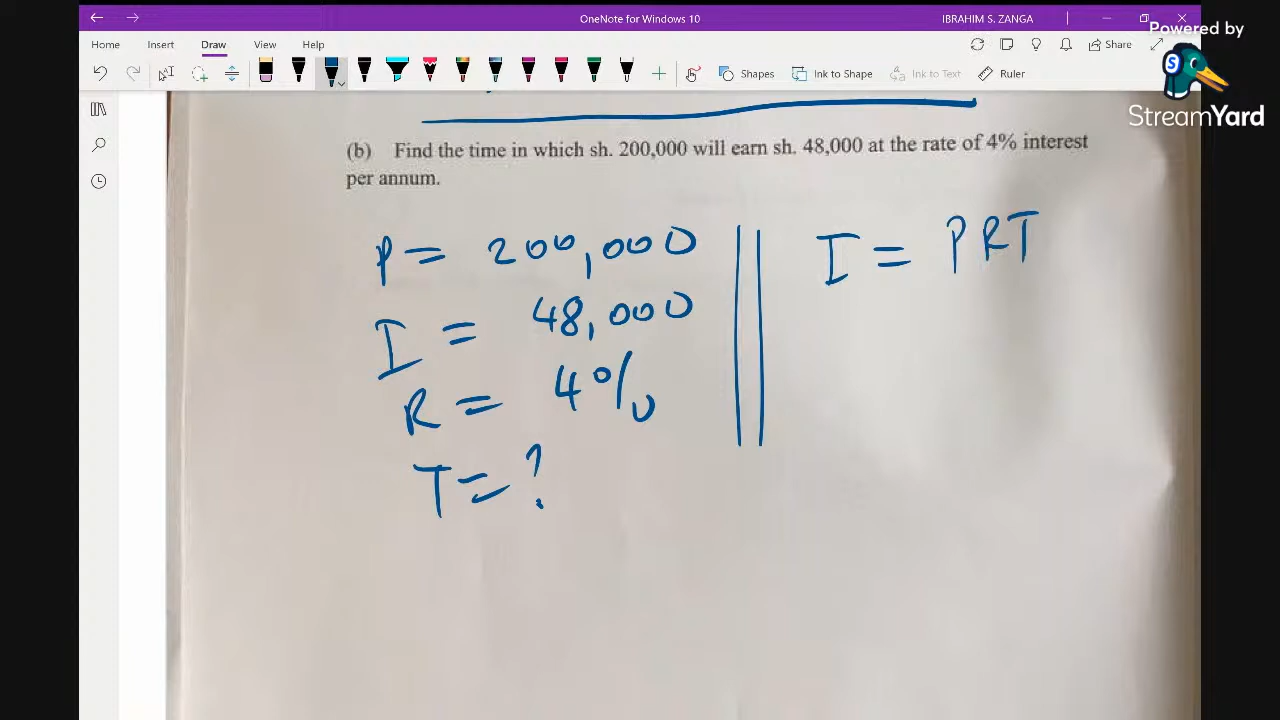 OneNote for Windows 10
IBRAHIM S. ZANGA
Powered by
StreamYard
Home Insert Draw View Help
Share
Shapes Ink to Shape Ink to Text Ruler
(b) Find the time in which sh. 200,000 will earn sh. 48,000 at the rate of 4% interest
per annum.
P = 200,000
I = 48,000
R = 4%
T = ?
I = PRT